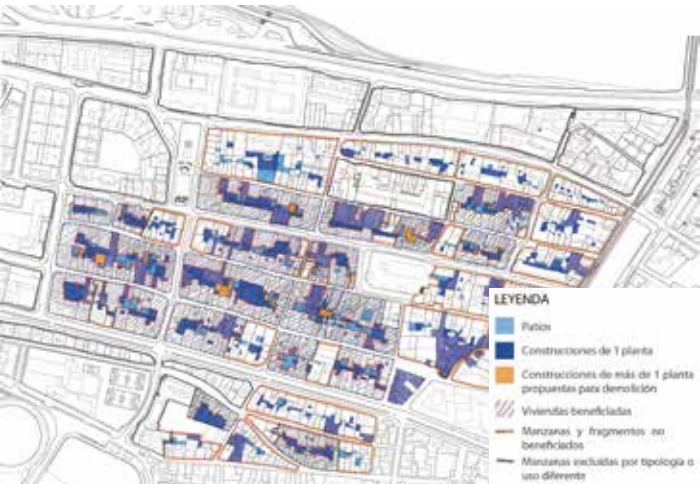 LEYENDA
Patios
Construcciones de 1 planta
Construcciones de más de 1 planta
propuestas para demolición
Viviendas beneficiadas
Manzanas y fragmentos no
beneficiados
Manzanas excluidas por tipología o
uso diferente